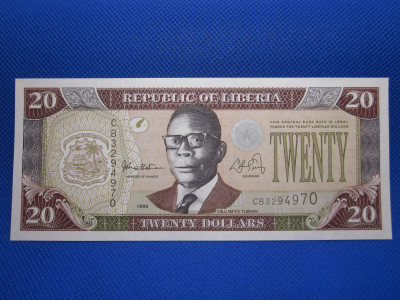 20
REPUBLIC OF LIBERIA
20
THIS CENTRAL BANK NOTE IS LEGAL
TENDER FOR TWENTY LIBERIAN DOLLARS
CB3294970
TWENTY
MINISTER OF FINANCE
GOVERNOR
CB3294970
1999
WILLIAM V.S. TUBMAN
20
TWENTY DOLLARS
20